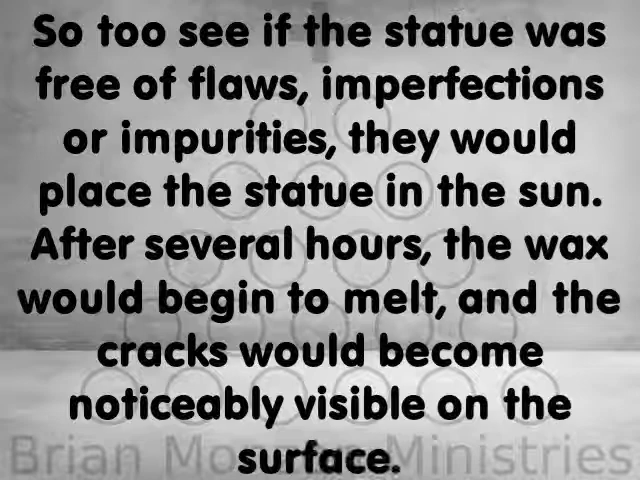 So too see if the statue was
free of flaws, imperfections
or impurities, they would
place the statue in the sun.
After several hours, the wax
would begin to melt, and the
cracks would become
noticeably visible on the
surface.
Brian Ministries